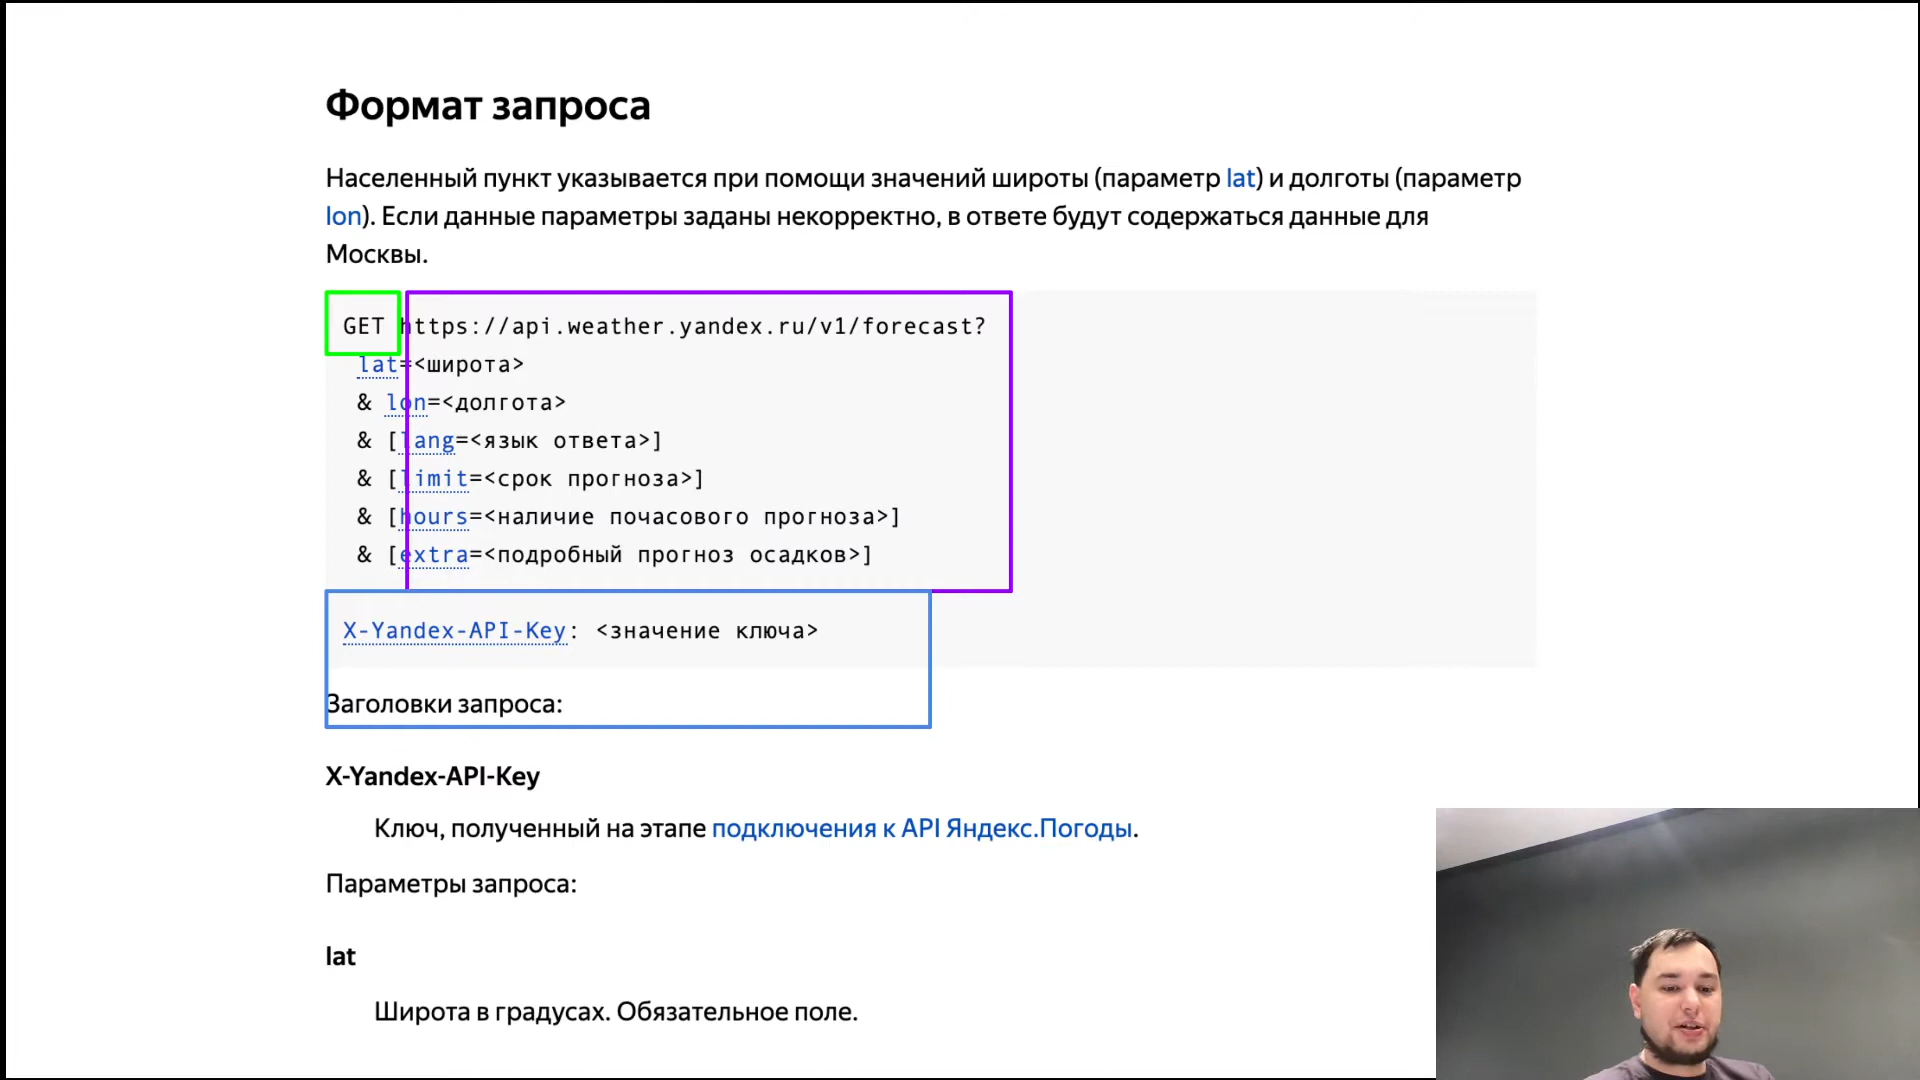 Формат запроса
Населенный пункт указывается при помощи значений широты (параметр lat) и долготы (параметр
lon). Если данные параметры заданы некорректно, в ответе будут содержаться данные для
Москвы.
GET https://api.weather.yandex.ru/v1/forecast?
lat=<широта>
& lon=<долгота>
& [lang=<язык ответа>]
& [limit=<срок прогноза>]
& [hours=<наличие почасового прогноза>]
& [extra=<подробный прогноз осадков>]
X-Yandex-API-Key: <значение ключа>
Заголовки запроса:
X-Yandex-API-Key
Ключ, полученный на этапе подключения к API Яндекс.Погоды.
Параметры запроса:
lat
Широта в градусах. Обязательное поле.